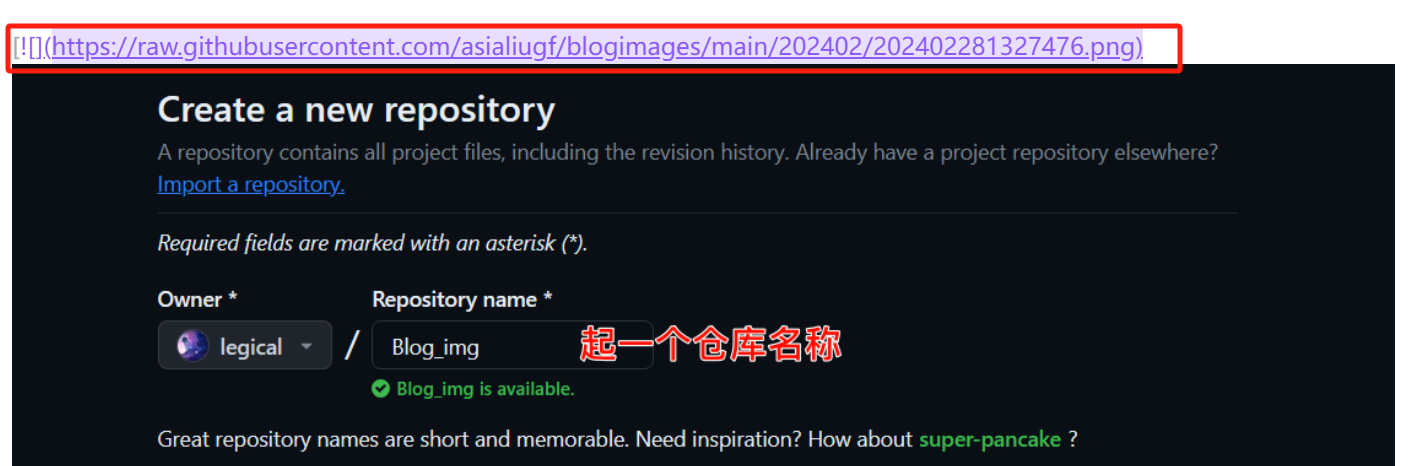 [![](https://raw.githubusercontent.com/asialiugf/blogimages/main/202402/202402281327476.png)
Create a new repository
A repository contains all project files, including the revision history. Already have a project repository elsewhere?
Import a repository.
Required fields are marked with an asterisk (*).
Owner * Repository name *
legical / Blog_img 起一个仓库名称
Blog_img is available.
Great repository names are short and memorable. Need inspiration? How about super-pancake ?